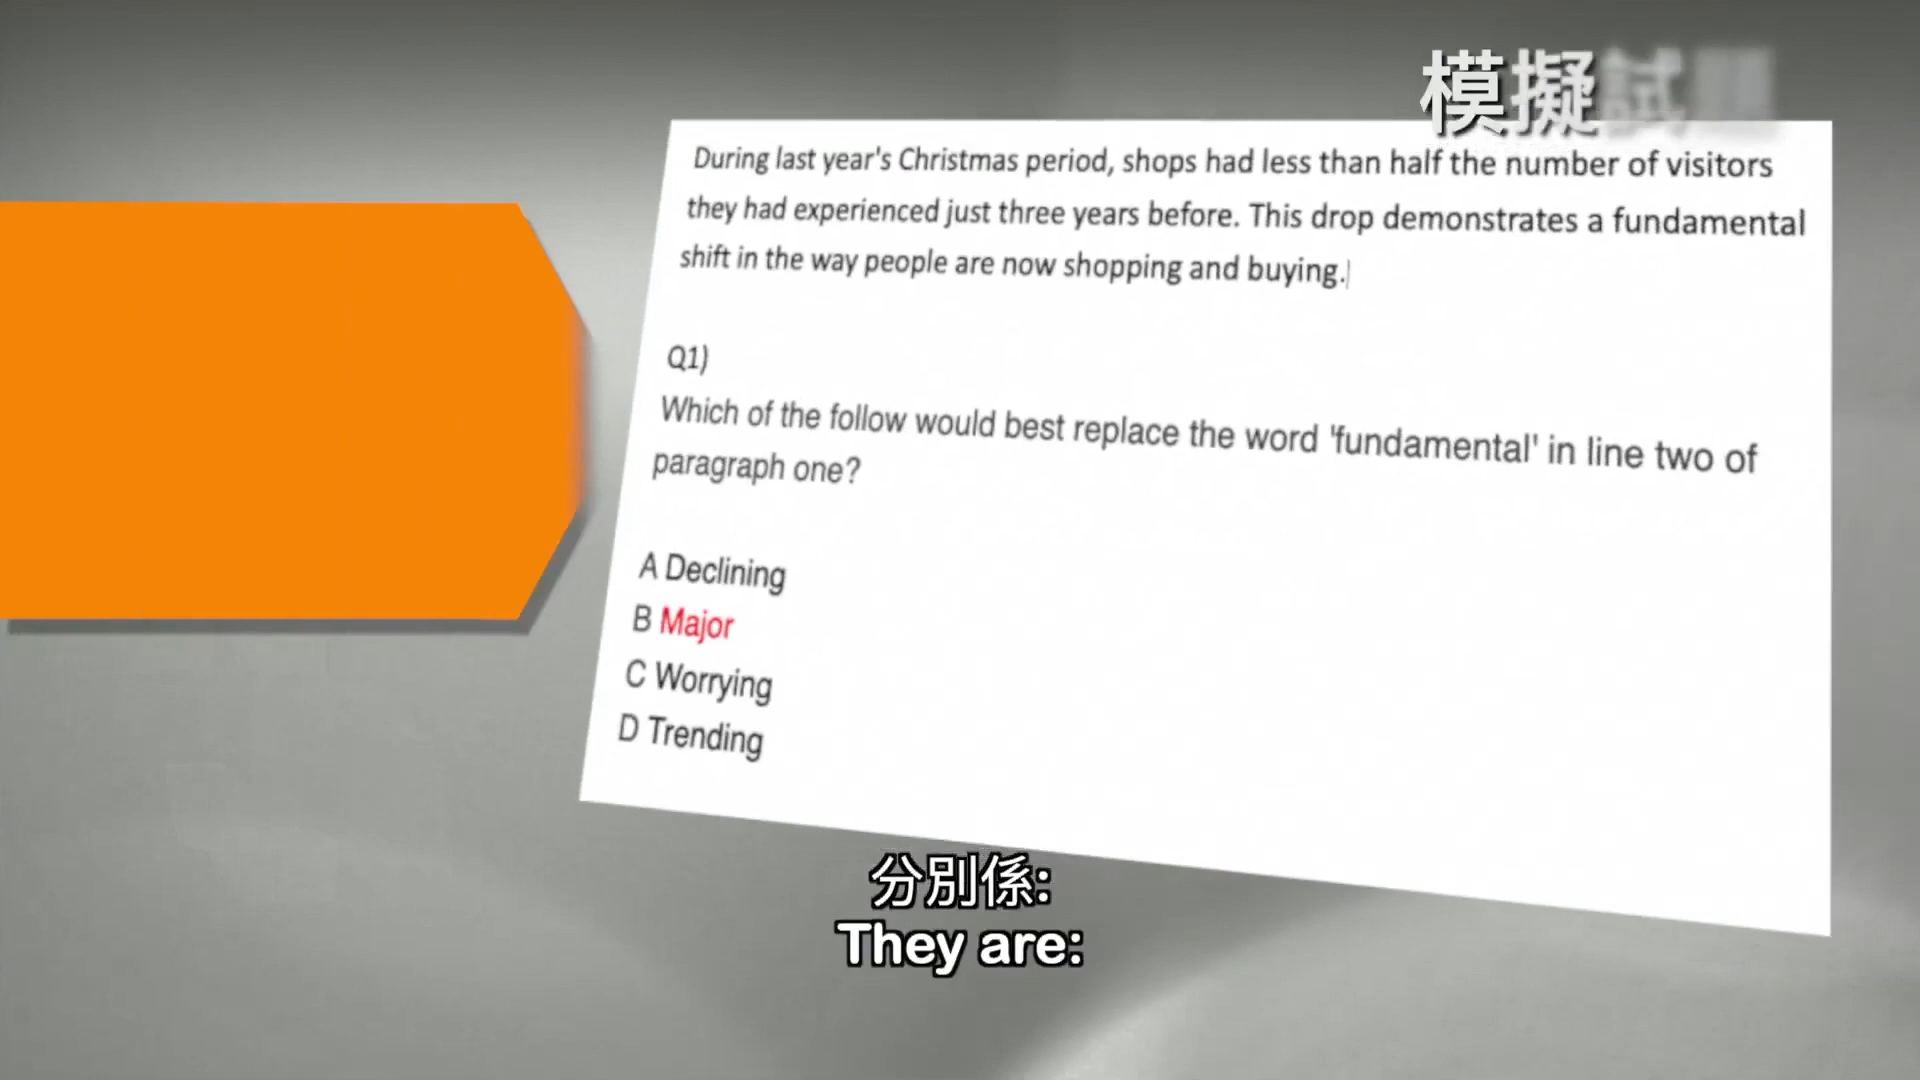 模擬試
During last year's Christmas period, shops had less than half the number of visitors
they had experienced just three years before. This drop demonstrates a fundamental
shift in the way people are now shopping and buying.
Q1)
Which of the follow would best replace the word 'fundamental' in line two of
paragraph one?
A Declining
B Major
C Worrying
D Trending
分別係:
They are: